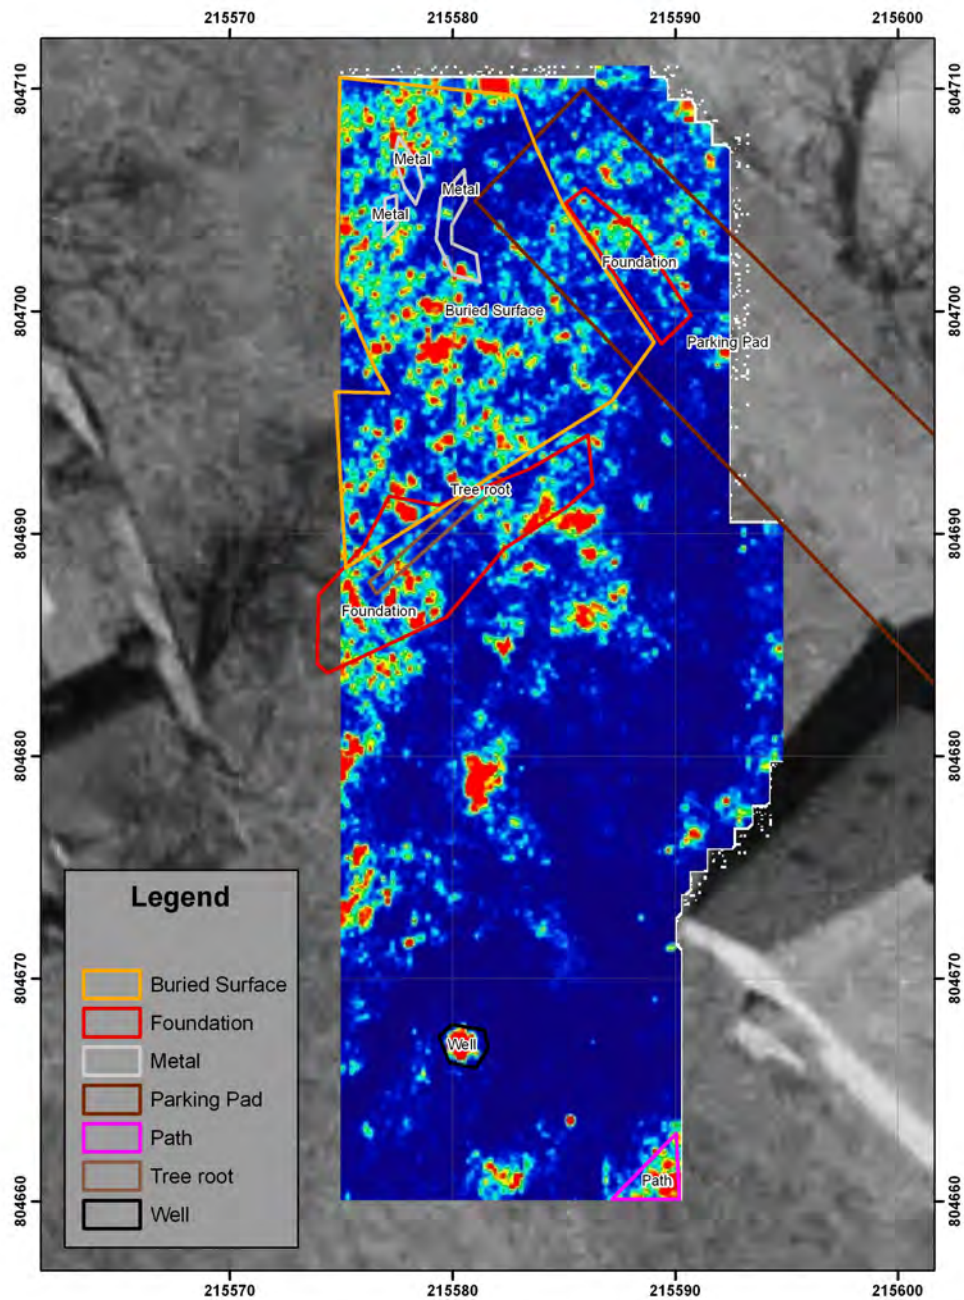 215570 215580 215590 215600
804710 804710
Metal
Metal
Metal
Foundation
804700 804700
Buried Surface
Parking Pad
Tree root
804690 804690
Foundation
804680 804680
Legend
Buried Surface
Foundation
Metal
Parking Pad
Path
Tree root
Well
804670 804670
Well
Path
804660 804660
215570 215580 215590 215600